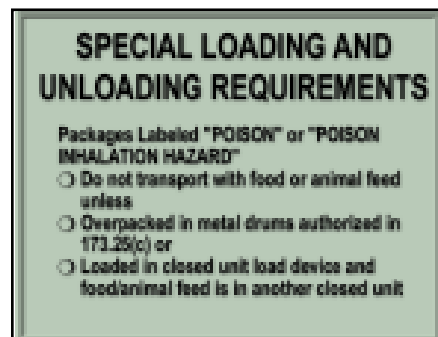 SPECIAL LOADING AND
UNLOADING REQUIREMENTS
Packages Labeled "POISON" or "POISON
INHALATION HAZARD"
Do not transport with food or animal feed
unless
Overpacked in metal drums authorized in
173.25(c) or
Loaded in closed unit load device and
food/animal feed is in another closed unit